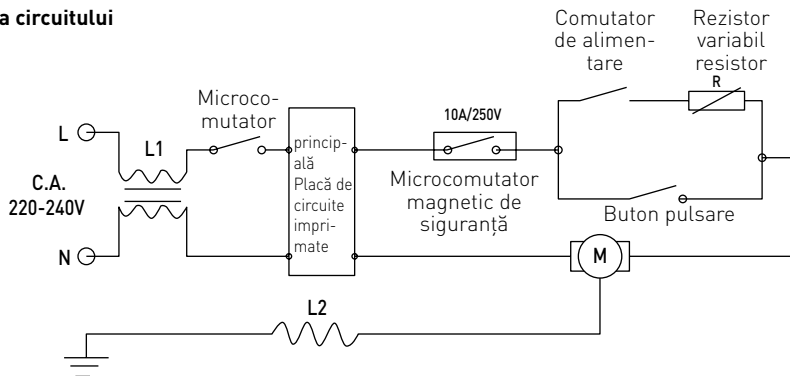 a circuitului
Comutator
de alimen-
tare
Rezistor
variabil
resistor
R
Microco-
mutator
10A/250V
L
L1
C.A.
220-240V
N
princip-
ală
Placă de
circuite
impri-
mate
Microcomutator
magnetic de
siguranță
Buton pulsare
M
L2